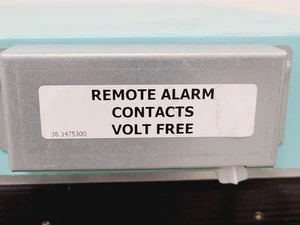 REMOTE ALARM
CONTACTS
VOLT FREE
38.3475300